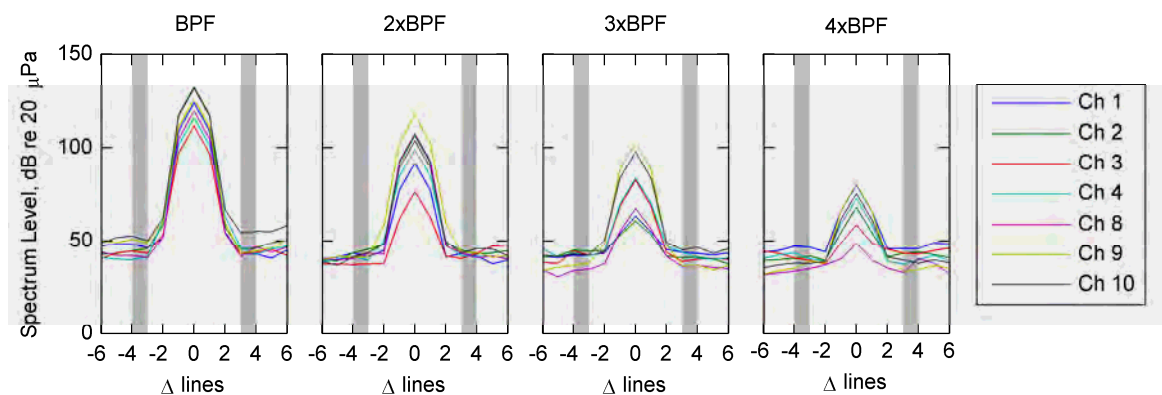 BPF 2xBPF 3xBPF 4xBPF
Spectrum Level, dB re 20 μPa
150
100
50
0
-6 -4 -2 0 2 4 6 -6 -4 -2 0 2 4 6 -6 -4 -2 0 2 4 6 -6 -4 -2 0 2 4 6
Δ lines Δ lines Δ lines Δ lines
Ch 1
Ch 2
Ch 3
Ch 4
Ch 8
Ch 9
Ch 10